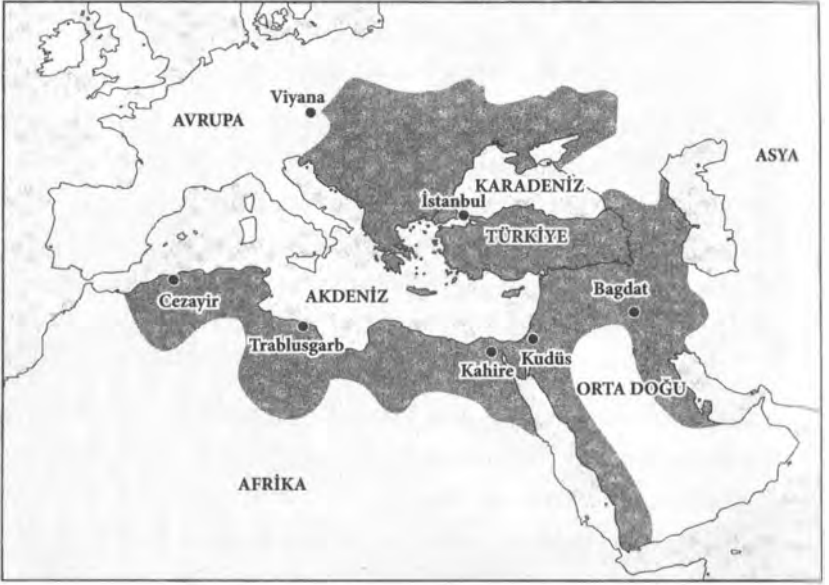 Viyana
AVRUPA
ASYA
KARADENİZ
İstanbul
TÜRKİYE
Cezayir
AKDENİZ
Bagdat
Trablusgarb
Kahire
Kudüs
ORTA DOĞU
AFRİKA